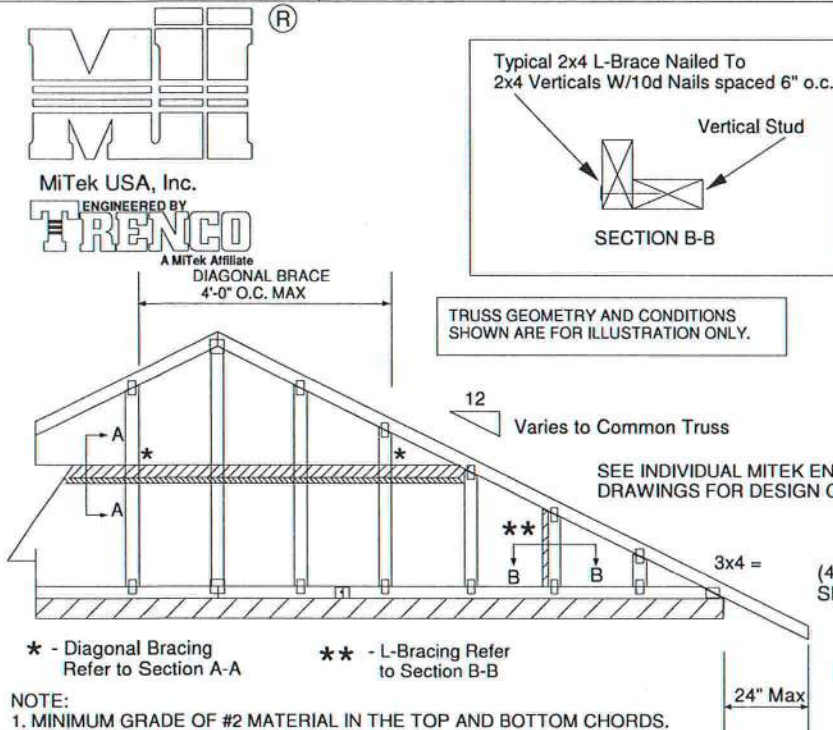 ®
MiTek USA, Inc.
ENGINEERED BY
TRENCO
A MiTek Affiliate
Typical 2x4 L-Brace Nailed To
2x4 Verticals W/10d Nails spaced 6" o.c.
Vertical Stud
SECTION B-B
DIAGONAL BRACE
4'-0" O.C. MAX
TRUSS GEOMETRY AND CONDITIONS
SHOWN ARE FOR ILLUSTRATION ONLY.
12
Varies to Common Truss
A
*
*
SEE INDIVIDUAL MITEK EN
DRAWINGS FOR DESIGN
A
**
B
B
3x4 =
(4
* - Diagonal Bracing
Refer to Section A-A
** - L-Bracing Refer
to Section B-B
24" Max
NOTE:
1. MINIMUM GRADE OF #2 MATERIAL IN THE TOP AND BOTTOM CHORDS.